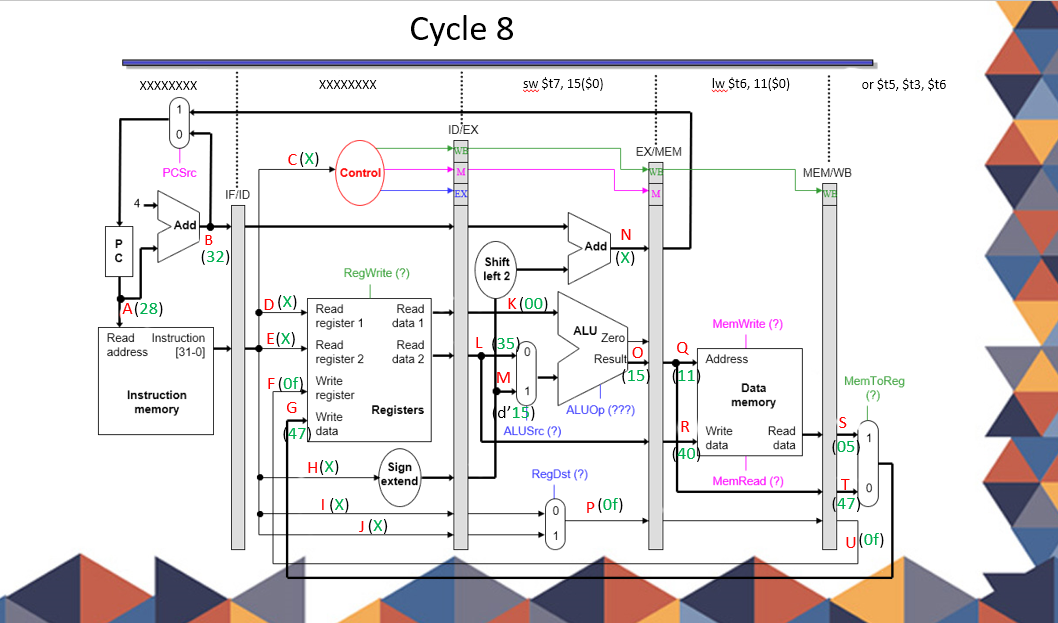 Cycle 8
XXXXXXXX
XXXXXXXX
sw $t7, 15($0)
lw $t6, 11($0)
or $t5, $t3, $t6
1
0
PCSrc
C (X)
Control
ID/EX
WB
M
EX
EX/MEM
WB
M
MEM/WB
WB
IF/ID
4
Add
B
(32)
P
C
A (28)
Add
N
(X)
Shift
left 2
RegWrite (?)
D (X)
E (X)
F (0f)
G
(47)
Read
register 1
Read
data 1
Read
register 2
Read
data 2
Write
register
Write
data
Registers
Read
address
Instruction
[31-0]
Instruction
memory
K (00)
L (35)
0
M
1
(d'15)
ALUSrc (?)
ALU
Zero
Result
O
(15)
ALUOp (???)
MemWrite (?)
Q
(11)
Address
Data
memory
R
(40)
Write
data
Read
data
MemRead (?)
MemToReg
(?)
S
(05)
1
T
0
(47)
H (X)
Sign
extend
I (X)
J (X)
RegDst (?)
0
1
P (0f)
U (0f)